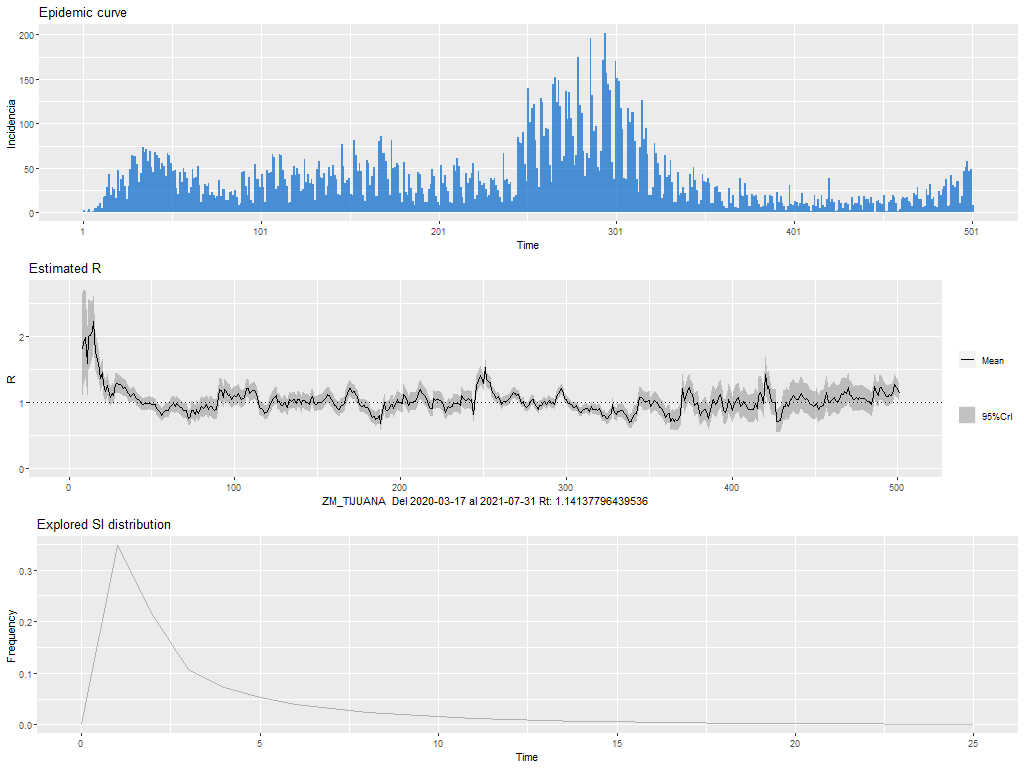 Epidemic curve
200
150
100
50
0
Incidencia
1 101 201 301 401 501
Time
Estimated R
2
1
0
R
Mean
95%CrI
0 100 200 300 400 500
ZM_TIJUANA Del 2020-03-17 al 2021-07-31 Rt: 1.14137796439536
Explored SI distribution
0.3
0.2
0.1
0.0
Frequency
0 5 10 15 20 25
Time